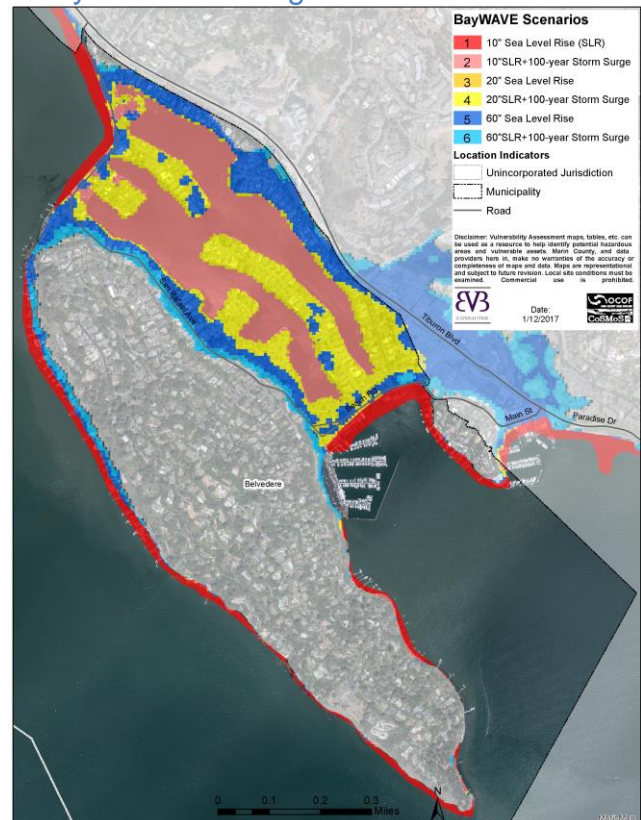 BayWAVE Scenarios
1 10" Sea Level Rise (SLR)
2 10"SLR+100-year Storm Surge
3 20" Sea Level Rise
4 20"SLR+100-year Storm Surge
5 60" Sea Level Rise
6 60"SLR+100-year Storm Surge
Location Indicators
Unincorporated Jurisdiction
Municipality
Road
Disclaimer: Vulnerability Assessment maps, tables, etc. can
be used as a resource to help identify potential hazardous
areas and vulnerable assets. Marin County, and data
providers here in, make no warranties of the accuracy or
completeness of maps and data. Maps are representational
and subject to future revision. Local site conditions must be
examined. Commercial use is prohibited.
Date:
1/12/2017
OCOF
CoSMoS
San Rafael Ave
Tiburon Blvd
Main St
Paradise Dr
Belvedere
N
0 0.1 0.2 0.3
Miles